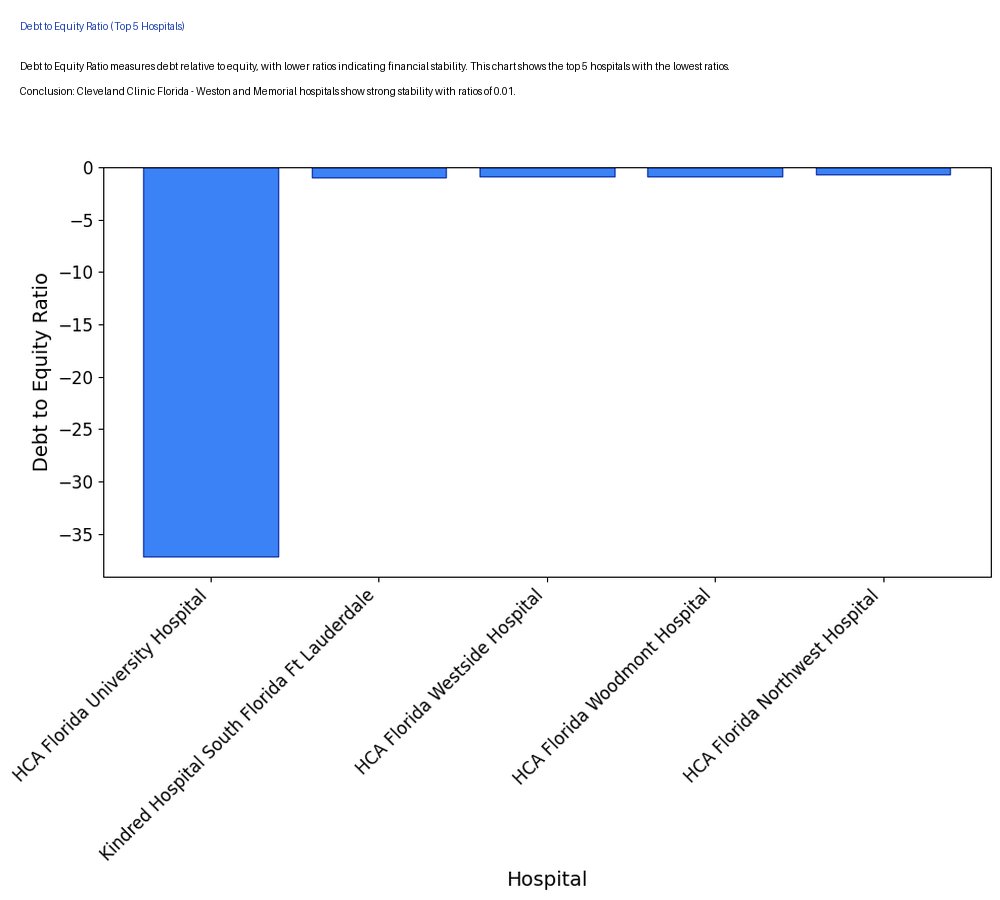 Debt to Equity Ratio (Top 5 Hospitals)
Debt to Equity Ratio measures debt relative to equity, with lower ratios indicating financial stability. This chart shows the top 5 hospitals with the lowest ratios.
Conclusion: Cleveland Clinic Florida - Weston and Memorial hospitals show strong stability with ratios of 0.01.
0
−5
−10
−15
−20
−25
−30
−35
Debt to Equity Ratio
HCA Florida University Hospital
Kindred Hospital South Florida Ft Lauderdale
HCA Florida Westside Hospital
HCA Florida Woodmont Hospital
HCA Florida Northwest Hospital
Hospital